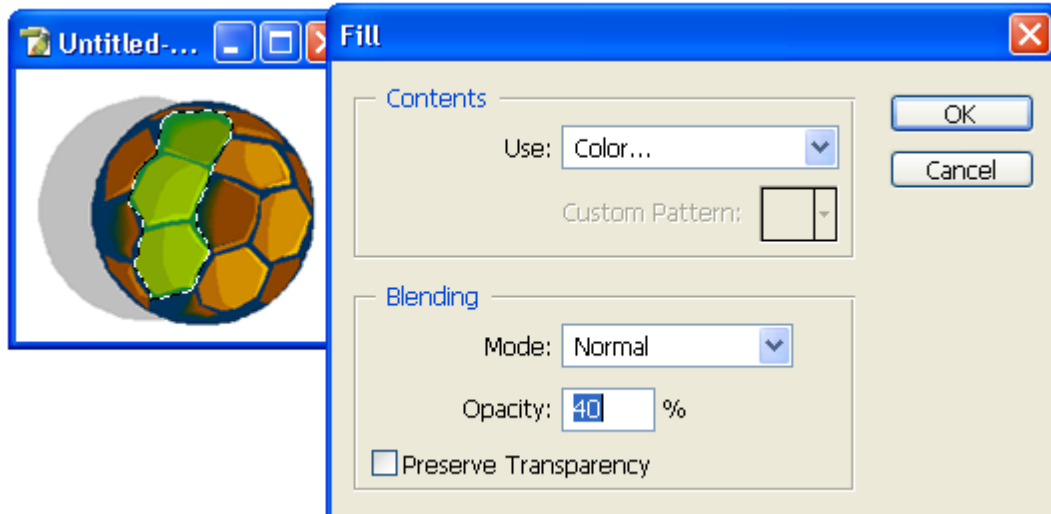 Untitled-...
Fill
Contents
Use: Color...
Custom Pattern:
OK
Cancel
Blending
Mode: Normal
Opacity: 40 %
Preserve Transparency